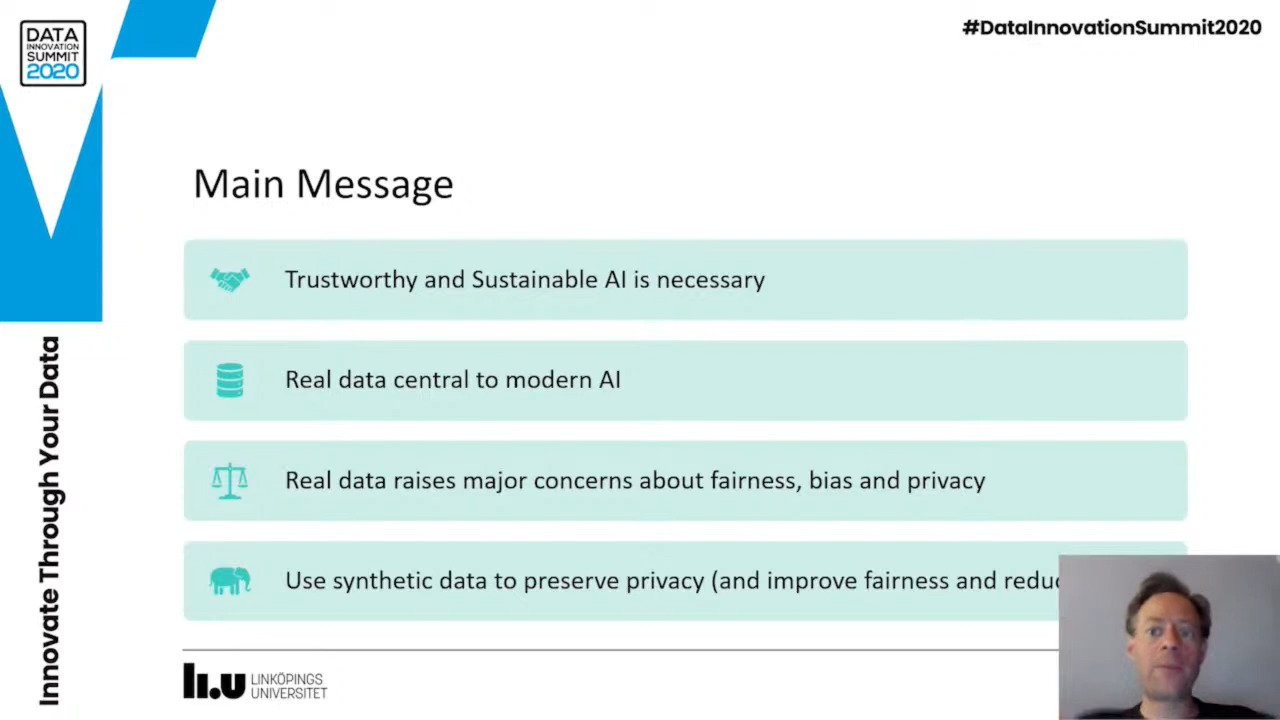 DATA
INNOVATION
SUMMIT
2020
#DataInnovationSummit2020
Main Message
Trustworthy and Sustainable AI is necessary
Real data central to modern AI
Real data raises major concerns about fairness, bias and privacy
Use synthetic data to preserve privacy (and improve fairness and
Innovate Through Your Data
li.u LINKÖPINGS
UNIVERSITET